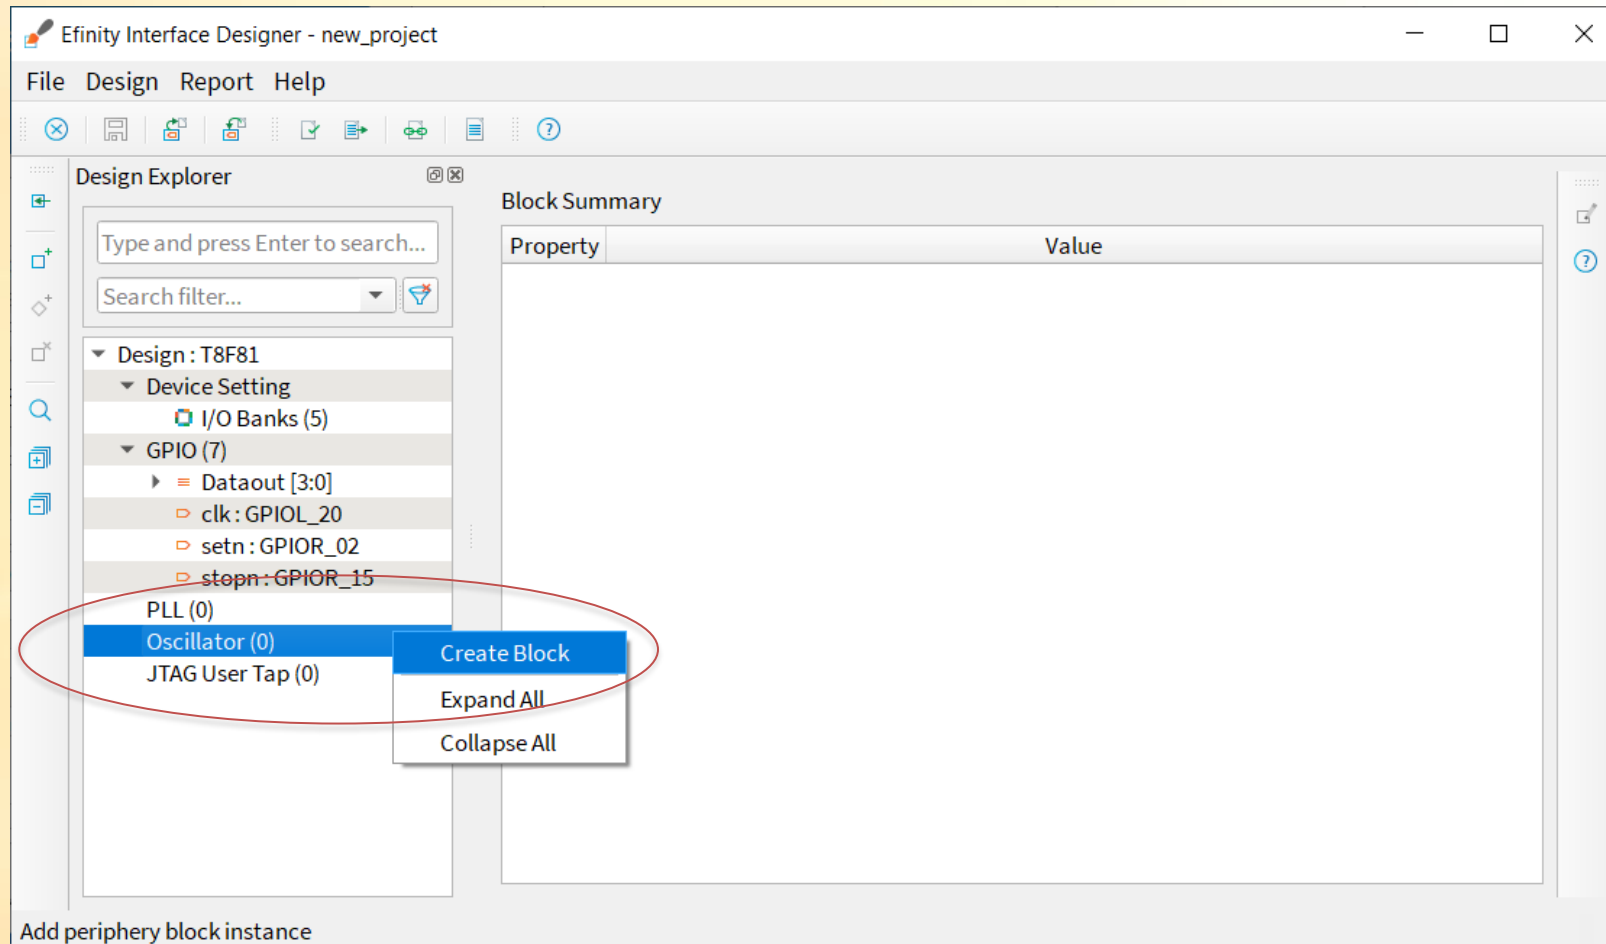 Efinity Interface Designer - new_project
File Design Report Help
Design Explorer
Type and press Enter to search...
Search filter...
Design : T8F81
Device Setting
I/O Banks (5)
GPIO (7)
Dataout [3:0]
clk : GPIOL_20
setn : GPIOR_02
stopn : GPIOR_15
PLL (0)
Oscillator (0)
JTAG User Tap (0)
Create Block
Expand All
Collapse All
Block Summary
Property Value
Add periphery block instance